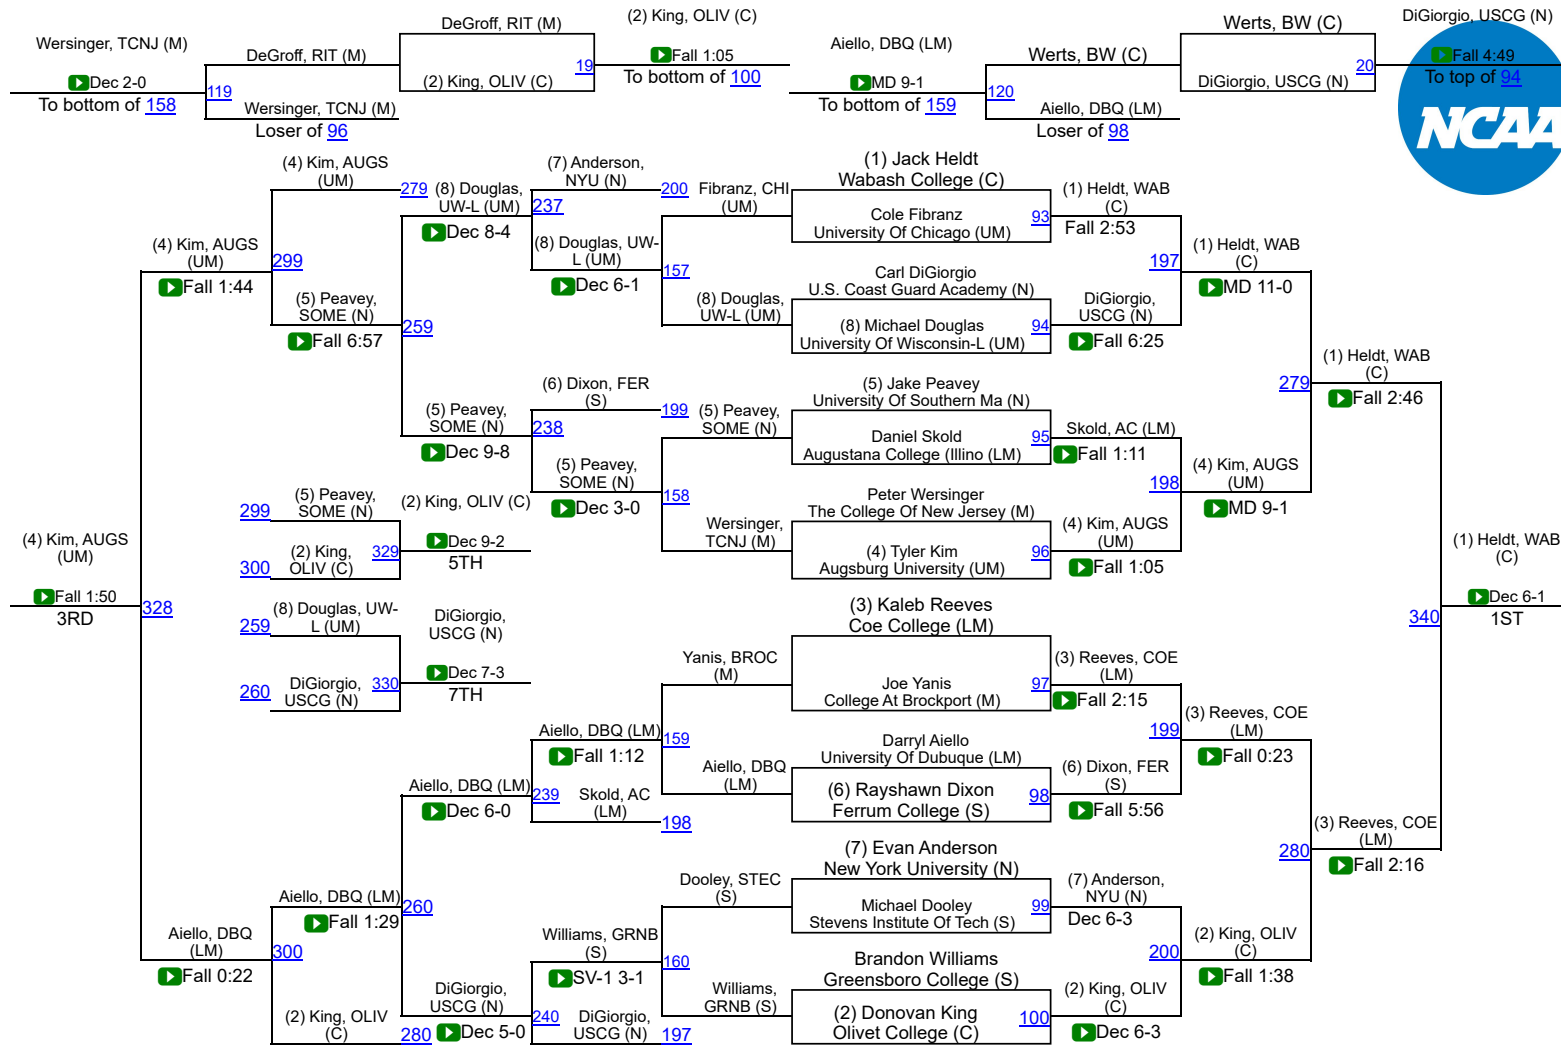 DeGroff, RIT (M)
(2) King, OLIV (C)
Werts, BW (C)
DiGiorgio, USCG (N)
Wersinger, TCNJ (M)
DeGroff, RIT (M)
Fall 1:05
Aiello, DBQ (LM)
Werts, BW (C)
Fall 4:49
Dec 2-0
(2) King, OLIV (C)
19
To bottom of 100
MD 9-1
DiGiorgio, USCG (N)
20
To top of 94
To bottom of 158
119
Wersinger, TCNJ (M)
To bottom of 159
120
Aiello, DBQ (LM)
Loser of 96
Loser of 98
NCAA
(4) Kim, AUGS
(UM)
279
(8) Douglas,
UW-L (UM)
Dec 8-4
(7) Anderson,
NYU (N)
200
237
(8) Douglas, UW-
L (UM)
Dec 6-1
Fibranz, CHI
(UM)
157
(8) Douglas,
UW-L (UM)
(1) Jack Heldt
Wabash College (C)
Cole Fibranz
University Of Chicago (UM)
93
(1) Heldt, WAB
(C)
Fall 2:53
Carl DiGiorgio
U.S. Coast Guard Academy (N)
(8) Michael Douglas
University Of Wisconsin-L (UM)
94
DiGiorgio,
USCG (N)
Fall 6:25
197
(1) Heldt, WAB
(C)
MD 11-0
(4) Kim, AUGS
(UM)
Fall 1:44
299
(5) Peavey,
SOME (N)
Fall 6:57
259
(5) Peavey,
SOME (N)
Dec 9-8
(6) Dixon, FER
(S)
199
238
(5) Peavey,
SOME (N)
Dec 3-0
(5) Peavey,
SOME (N)
158
Wersinger,
TCNJ (M)
(5) Jake Peavey
University Of Southern Ma (N)
Daniel Skold
Augustana College (Illino (LM)
95
Skold, AC (LM)
Fall 1:11
Peter Wersinger
The College Of New Jersey (M)
(4) Tyler Kim
Augsburg University (UM)
96
(4) Kim, AUGS
(UM)
Fall 1:05
198
(4) Kim, AUGS
(UM)
MD 9-1
279
(1) Heldt, WAB
(C)
Fall 2:46
299
(5) Peavey,
SOME (N)
300
(2) King,
OLIV (C)
329
(2) King, OLIV (C)
Dec 9-2
5TH
(4) Kim, AUGS
(UM)
Fall 1:50
3RD
328
259
(8) Douglas, UW-
L (UM)
260
DiGiorgio,
USCG (N)
330
DiGiorgio,
USCG (N)
Dec 7-3
7TH
(1) Heldt, WAB
(C)
Dec 6-1
1ST
340
(3) Kaleb Reeves
Coe College (LM)
Joe Yanis
College At Brockport (M)
97
(3) Reeves, COE
(LM)
Fall 2:15
Yanis, BROC
(M)
159
Aiello, DBQ
(LM)
Darryl Aiello
University Of Dubuque (LM)
(6) Rayshawn Dixon
Ferrum College (S)
98
(6) Dixon, FER
(S)
Fall 5:56
199
(3) Reeves, COE
(LM)
Fall 0:23
Aiello, DBQ (LM)
Fall 1:12
239
Skold, AC
(LM)
198
Aiello, DBQ (LM)
Dec 6-0
280
(3) Reeves, COE
(LM)
Fall 2:16
(7) Evan Anderson
New York University (N)
Michael Dooley
Stevens Institute Of Tech (S)
99
(7) Anderson,
NYU (N)
Dec 6-3
Dooley, STEC
(S)
160
Williams,
GRNB (S)
Brandon Williams
Greensboro College (S)
(2) Donovan King
Olivet College (C)
100
(2) King, OLIV
(C)
Dec 6-3
200
(2) King, OLIV
(C)
Fall 1:38
Aiello, DBQ (LM)
Fall 1:29
260
Williams, GRNB
(S)
SV-1 3-1
240
DiGiorgio,
USCG (N)
197
DiGiorgio,
USCG (N)
Dec 5-0
Aiello, DBQ
(LM)
Fall 0:22
300
(2) King, OLIV
(C)
280